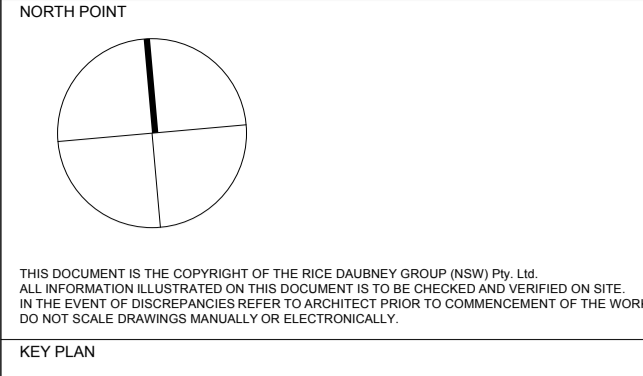 NORTH POINT
THIS DOCUMENT IS THE COPYRIGHT OF THE RICE DAUBNEY GROUP (NSW) Pty. Ltd.
ALL INFORMATION ILLUSTRATED ON THIS DOCUMENT IS TO BE CHECKED AND VERIFIED ON SITE.
IN THE EVENT OF DISCREPANCIES REFER TO ARCHITECT PRIOR TO COMMENCEMENT OF THE WORK
DO NOT SCALE DRAWINGS MANUALLY OR ELECTRONICALLY.
KEY PLAN